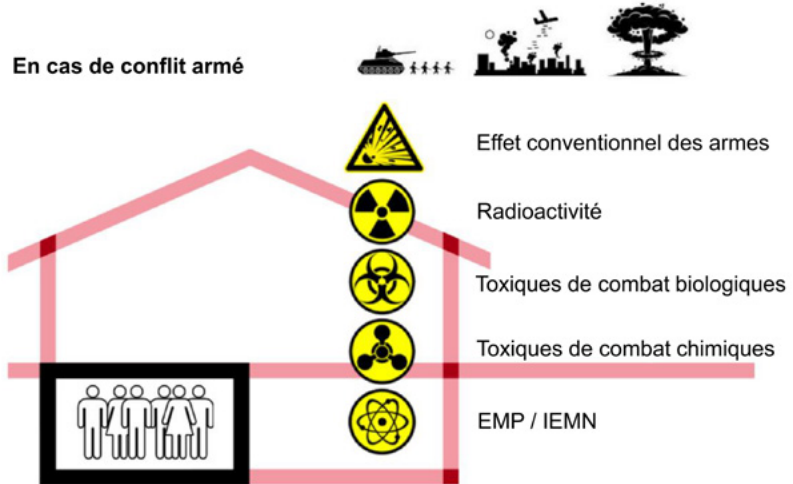 En cas de conflit armé
Effet conventionnel des armes
Radioactivité
Toxiques de combat biologiques
Toxiques de combat chimiques
EMP / IEMN